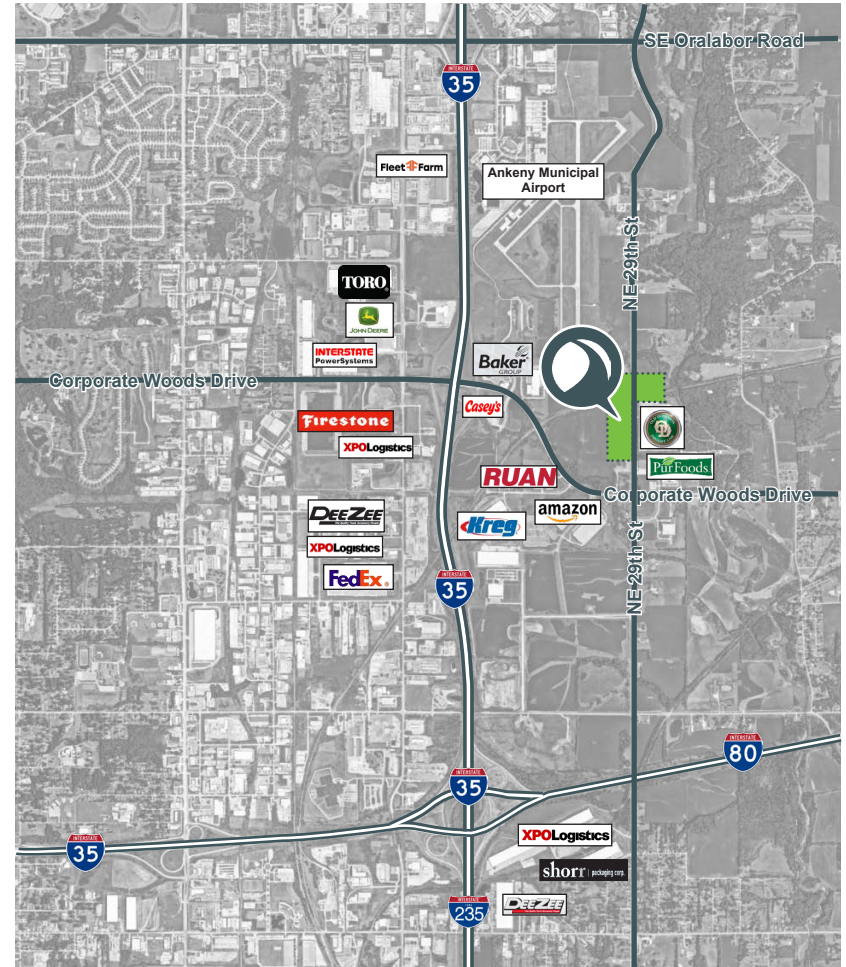 SE Oralabor Road
INTERSTATE
35
Fleet Farm
Ankeny Municipal
Airport
NE 29th St
TORO
JOHN DEERE
INTERSTATE
PowerSystems
Baker
GROUP
Corporate Woods Drive
Casey's
Firestone
XPOLogistics
PurFoods
RUAN
Corporate Woods Drive
DEEZEE
amazon
Kreg
XPOLogistics
NE 29th St
FedEx
INTERSTATE
35
INTERSTATE
80
INTERSTATE
35
INTERSTATE
35
XPOLogistics
shorr packaging corp.
INTERSTATE
235
DEEZEE